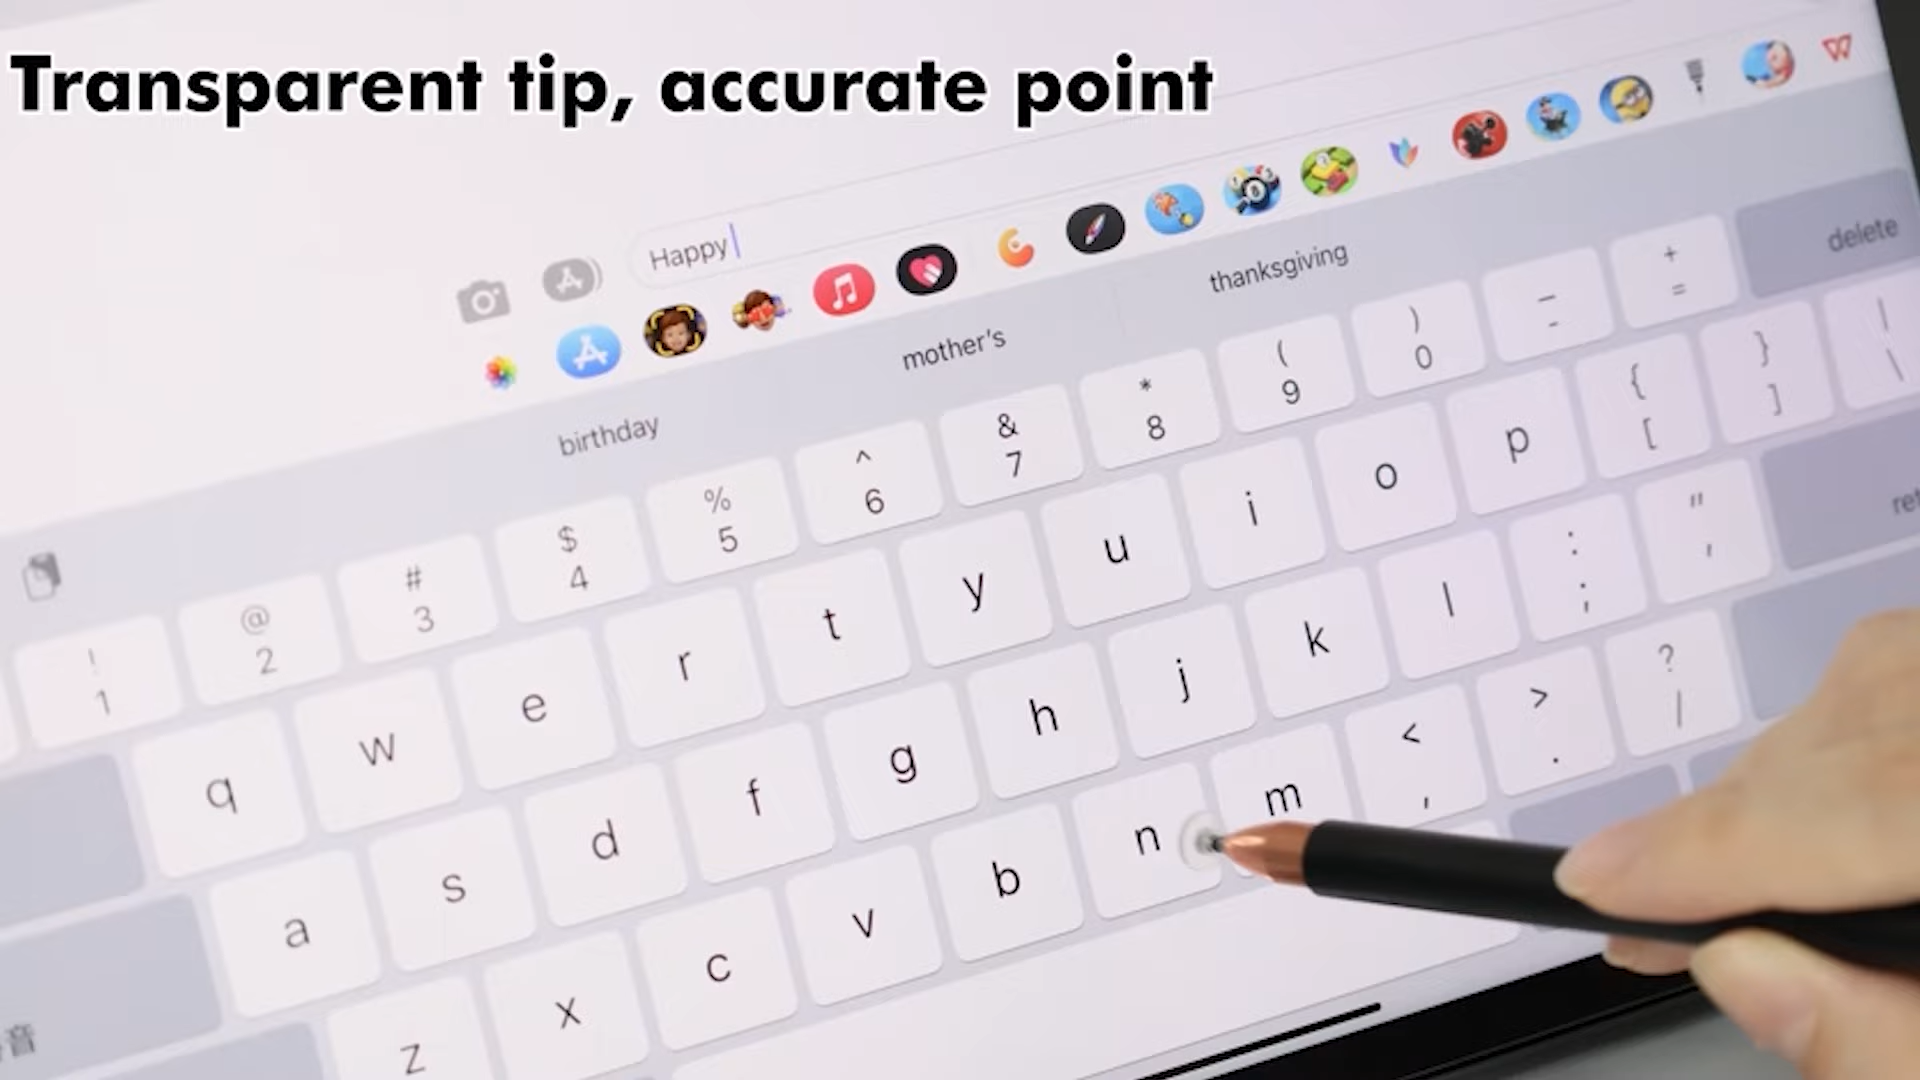 Transparent tip, accurate point
Happy
birthday mother's thanksgiving
! 1 @ 2 # 3 $ 4 % 5 ^ 6 & 7 * 8 ( 9 ) 0 _ - + = delete
q w e r t y u i o p { [ } ] | \
a s d f g h j k l : ; " '
z x c v b n m < , > . ? /
音